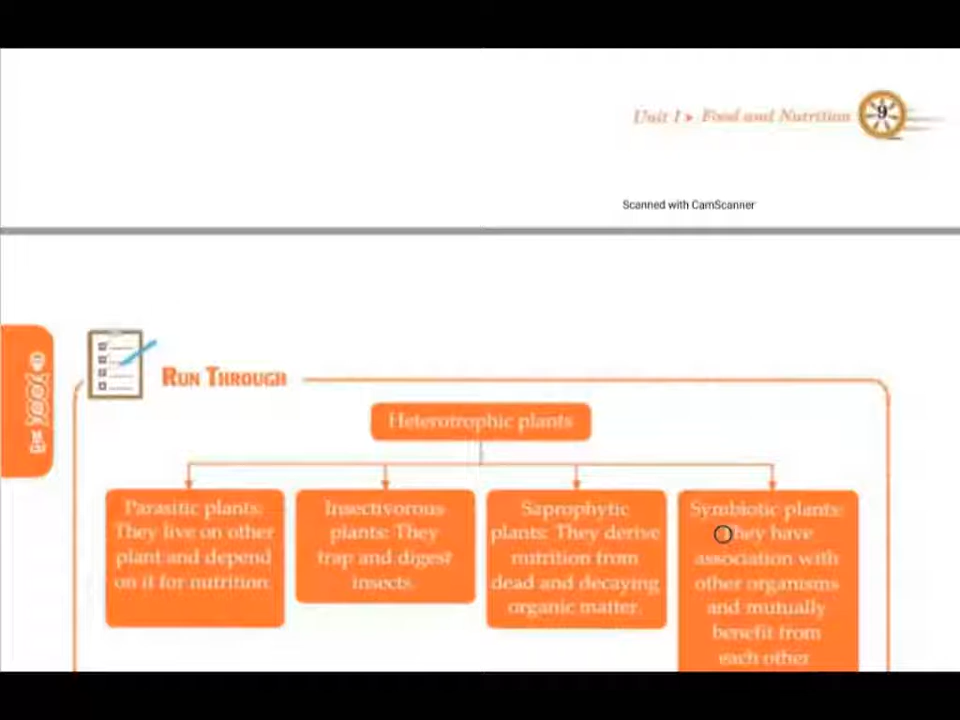 Unit I ▸ Food and Nutrition 9
Scanned with CamScanner
RUN THROUGH
Heterotrophic plants
Parasitic plants:
They live on other
plant and depend
on it for nutrition.
Insectivorous
plants: They
trap and digest
insects.
Saprophytic
plants: They derive
nutrition from
dead and decaying
organic matter.
Symbiotic plants:
They have
association with
other organisms
and mutually
benefit from
each other